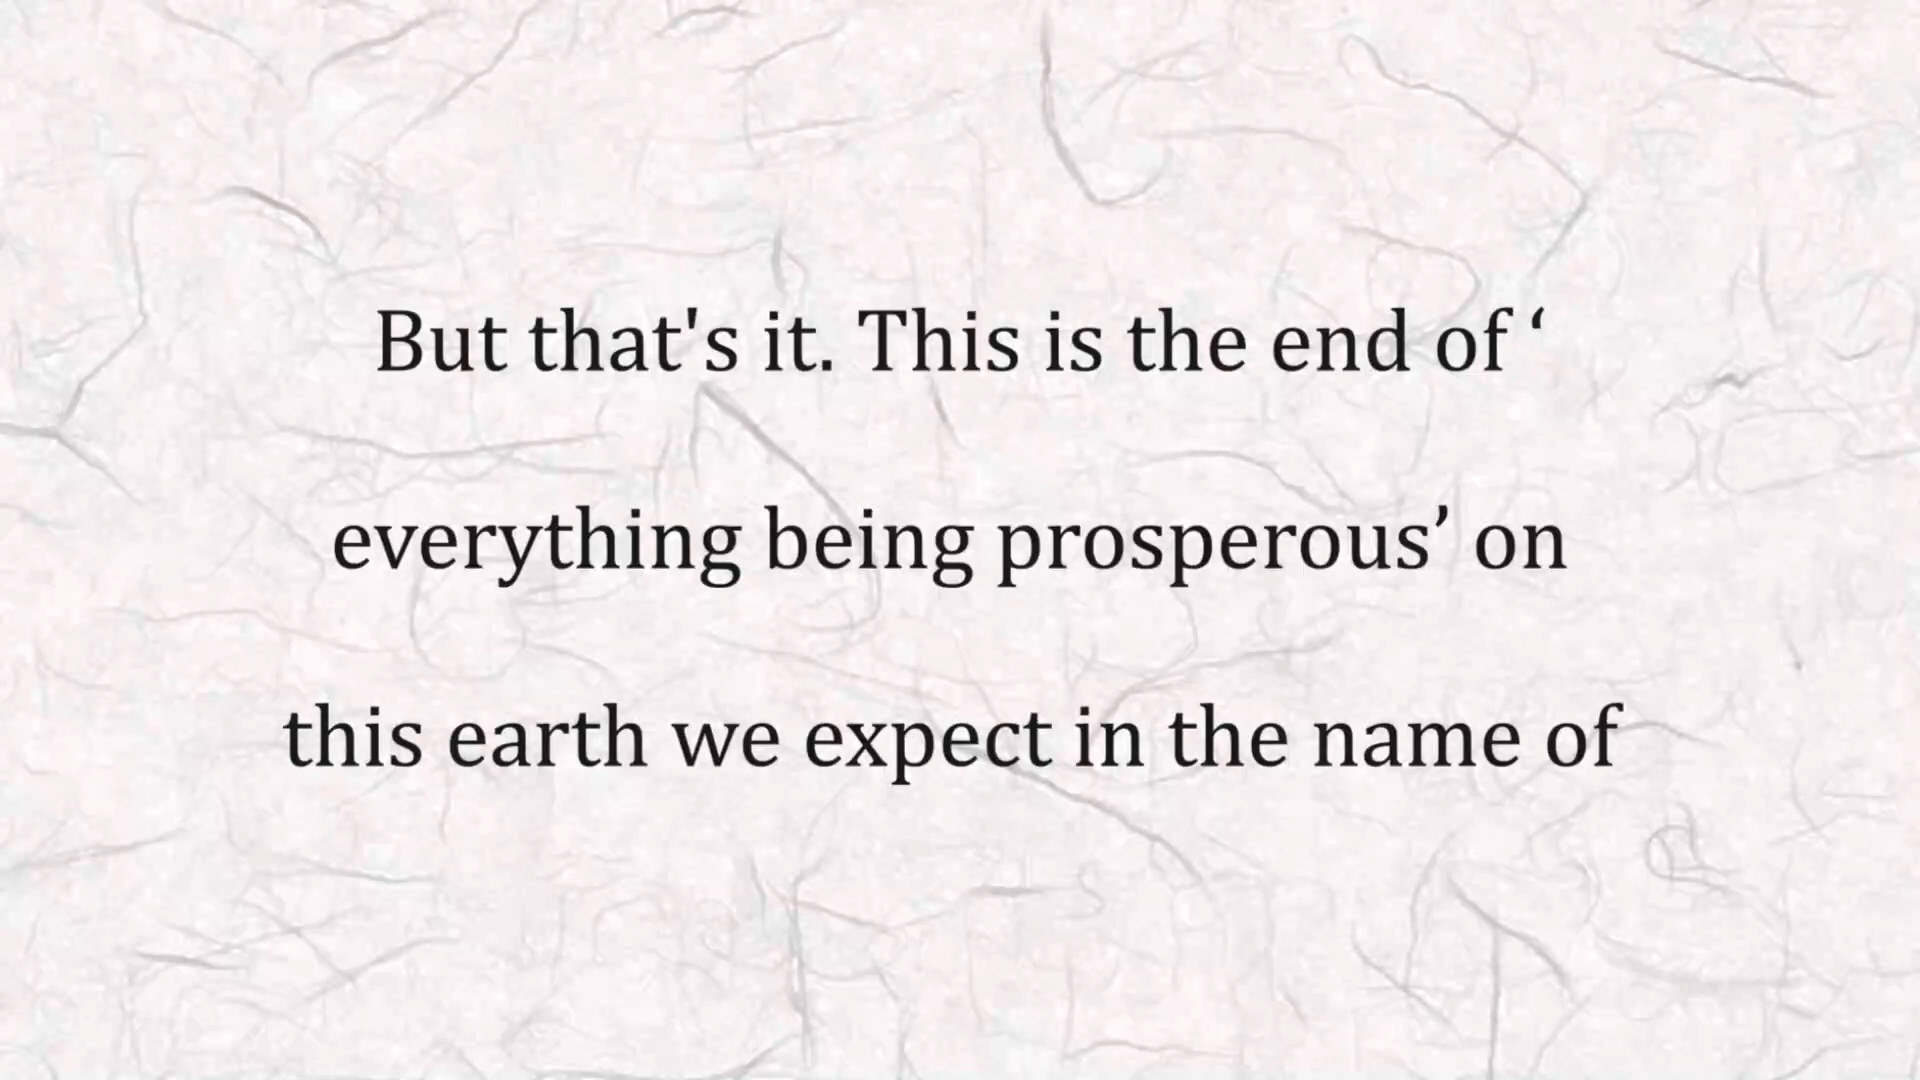 But that's it. This is the end of ‘
everything being prosperous’ on
this earth we expect in the name of